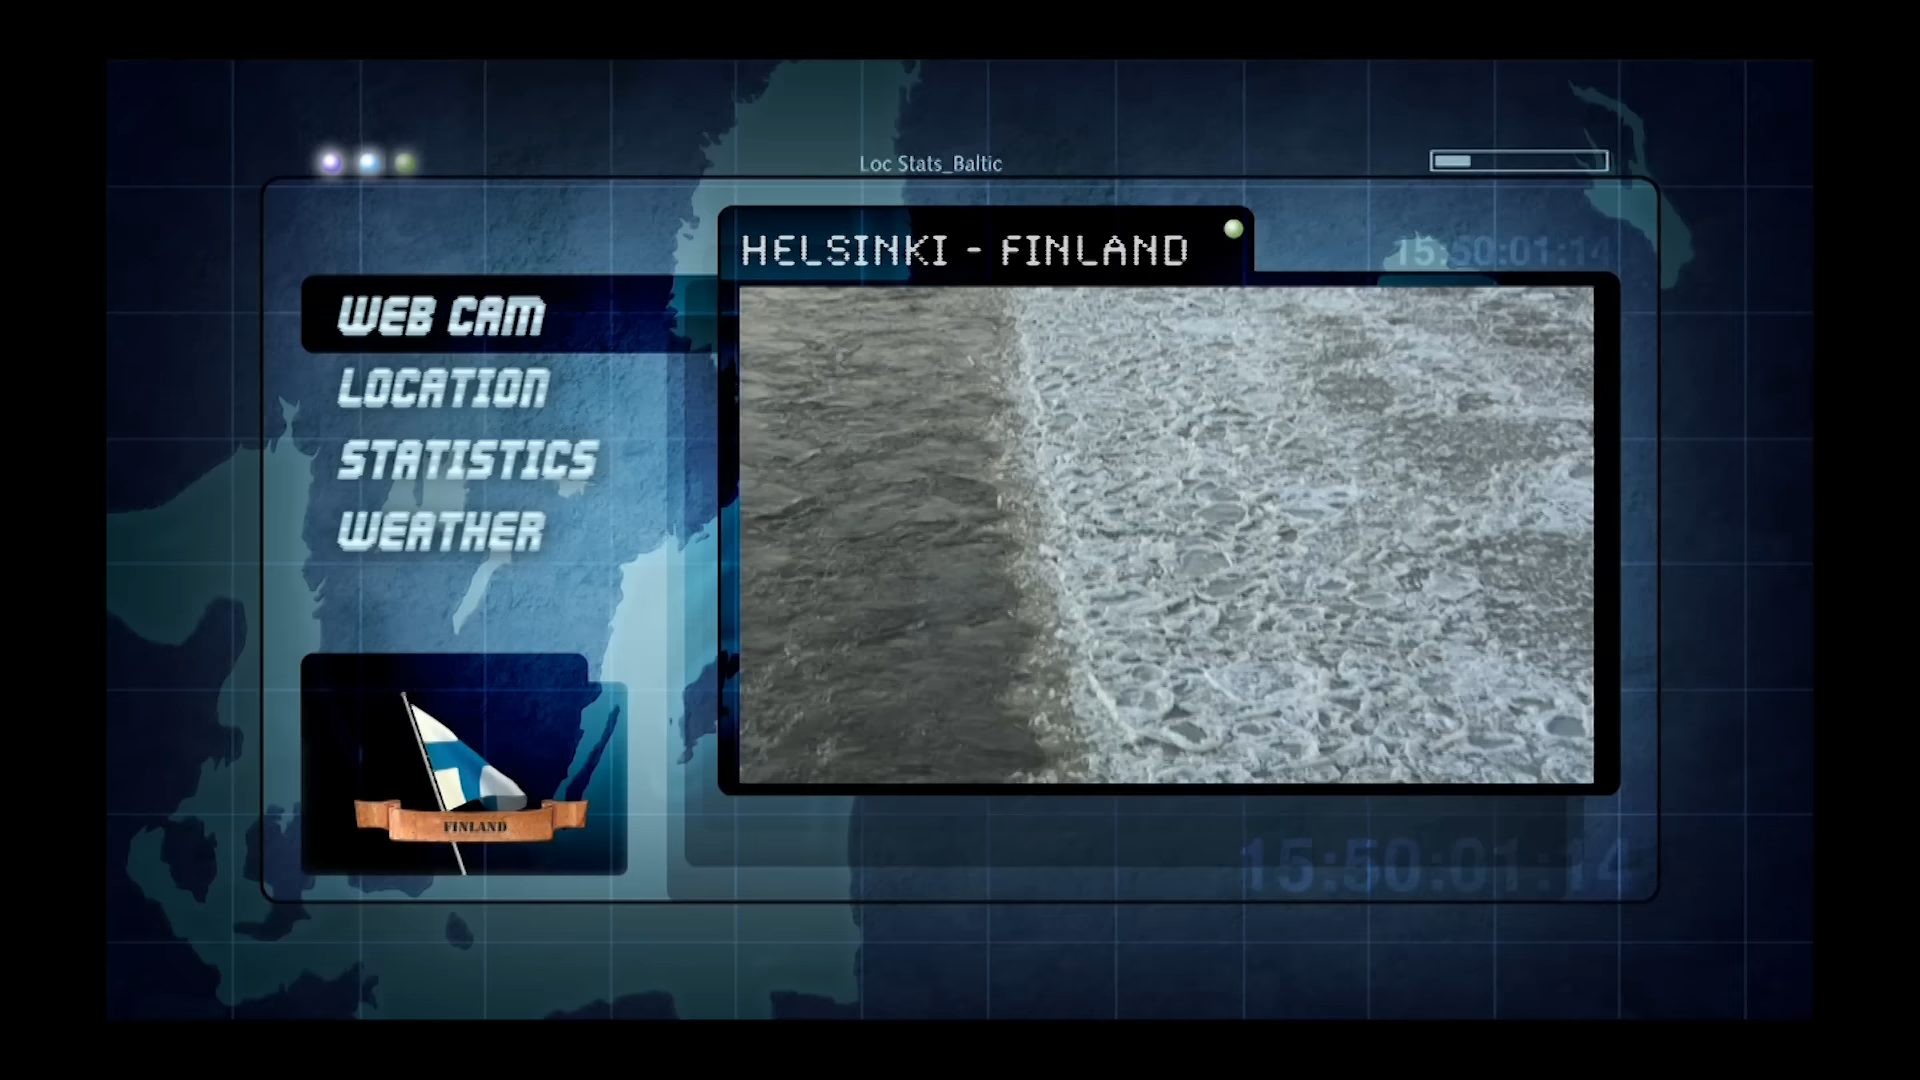 Loc Stats_Baltic
HELSINKI - FINLAND
15:50:01:14
WEB CAM
LOCATION
STATISTICS
WEATHER
FINLAND
15:50:01:14